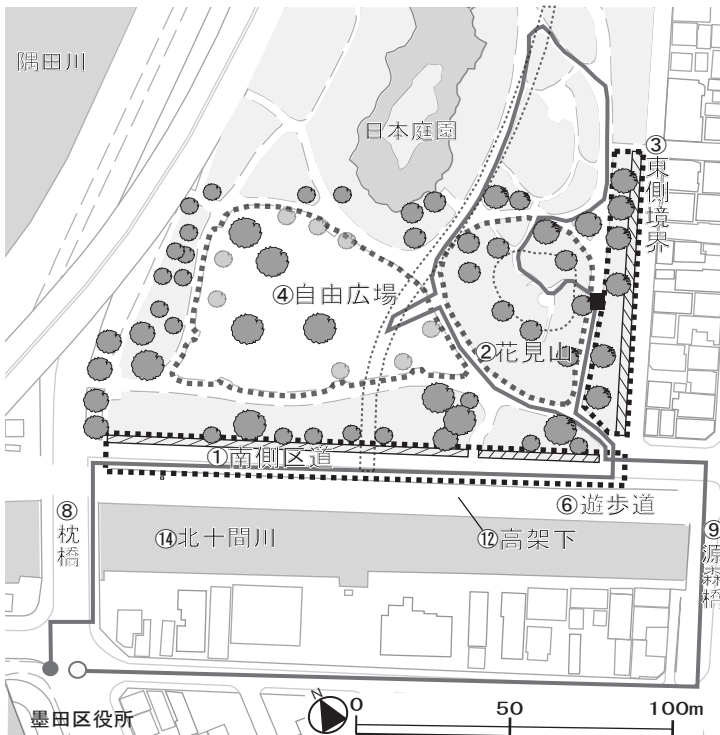 隅田川
日本庭園
③東側境界
④自由広場
②花見山
①南側区道
⑧枕橋
⑥遊歩道
⑨源森橋
⑭北十間川
⑫高架下
墨田区役所
N
0 50 100m